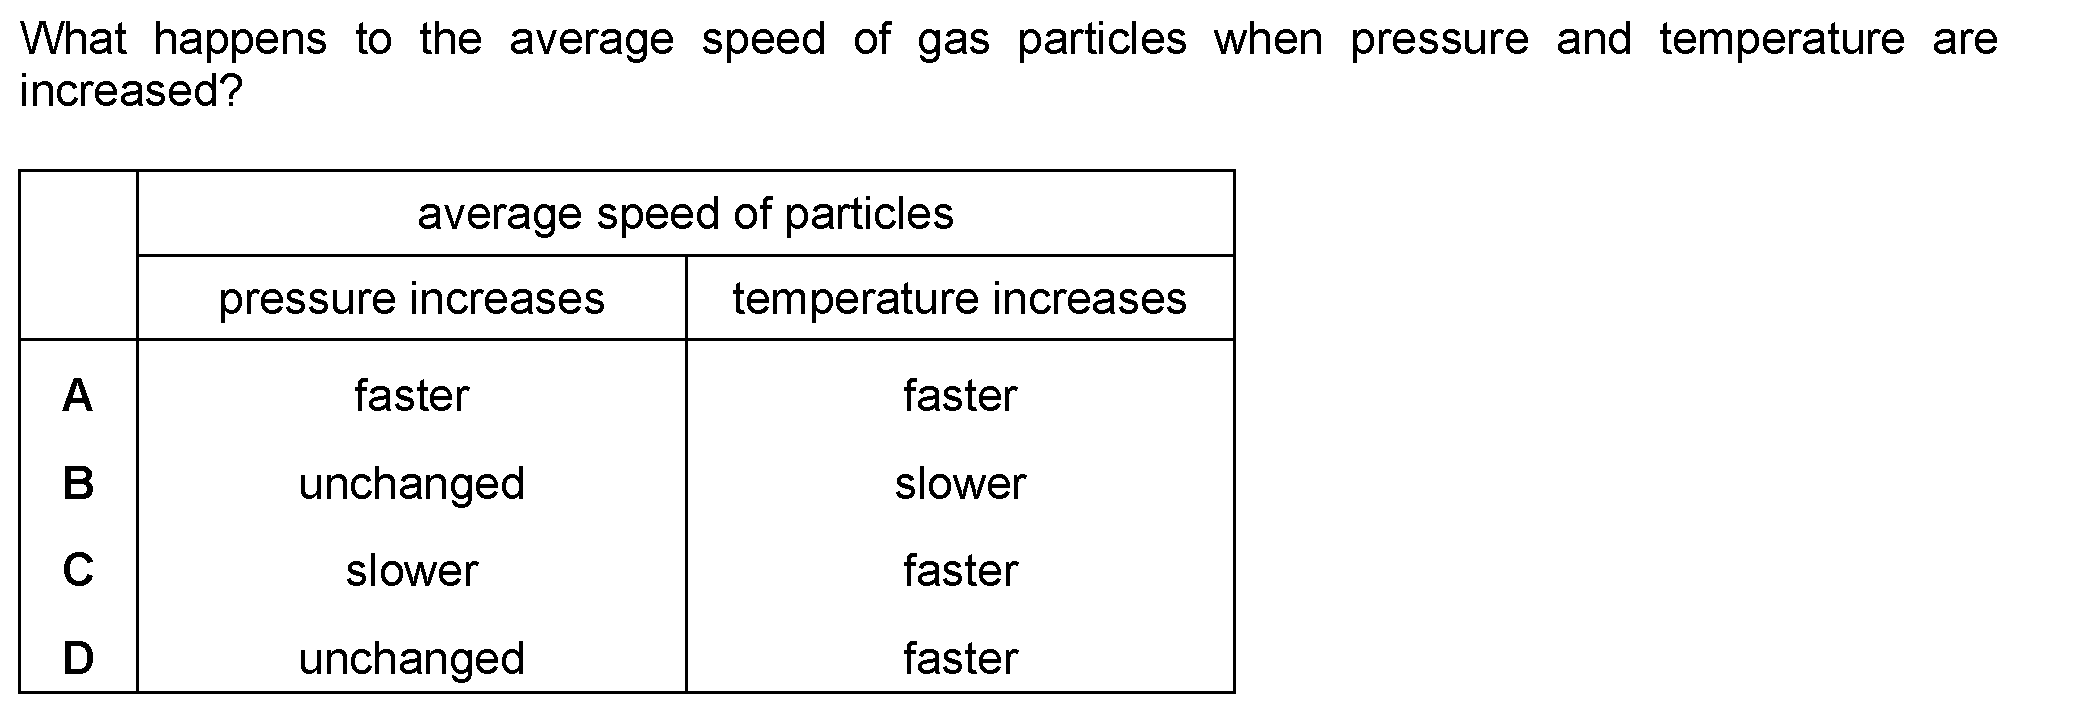 What happens to the average speed of gas particles when pressure and temperature are
increased?
average speed of particles
pressure increases temperature increases
A faster faster
B unchanged slower
C slower faster
D unchanged faster